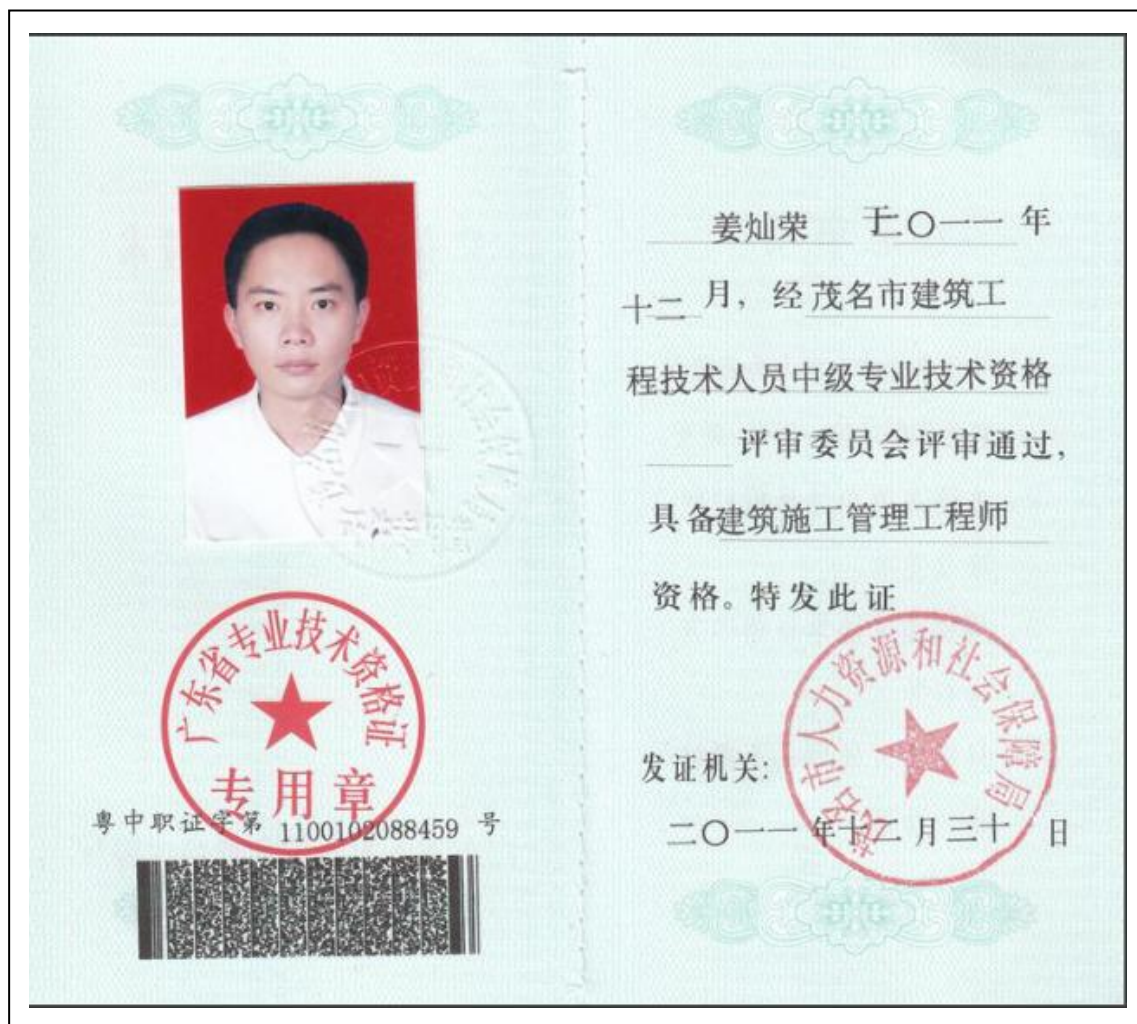 广东省专业技术资格证
专用章
粤中职证字第 1100102088459 号
姜灿荣 于二〇一一 年
十二 月，经 茂名市建筑工
程技术人员中级专业技术资格
评审委员会评审通过，
具备建筑施工管理工程师
资格。特发此证
茂名市人力资源和社会保障局
发证机关：
二〇一一 年十二月三十 日